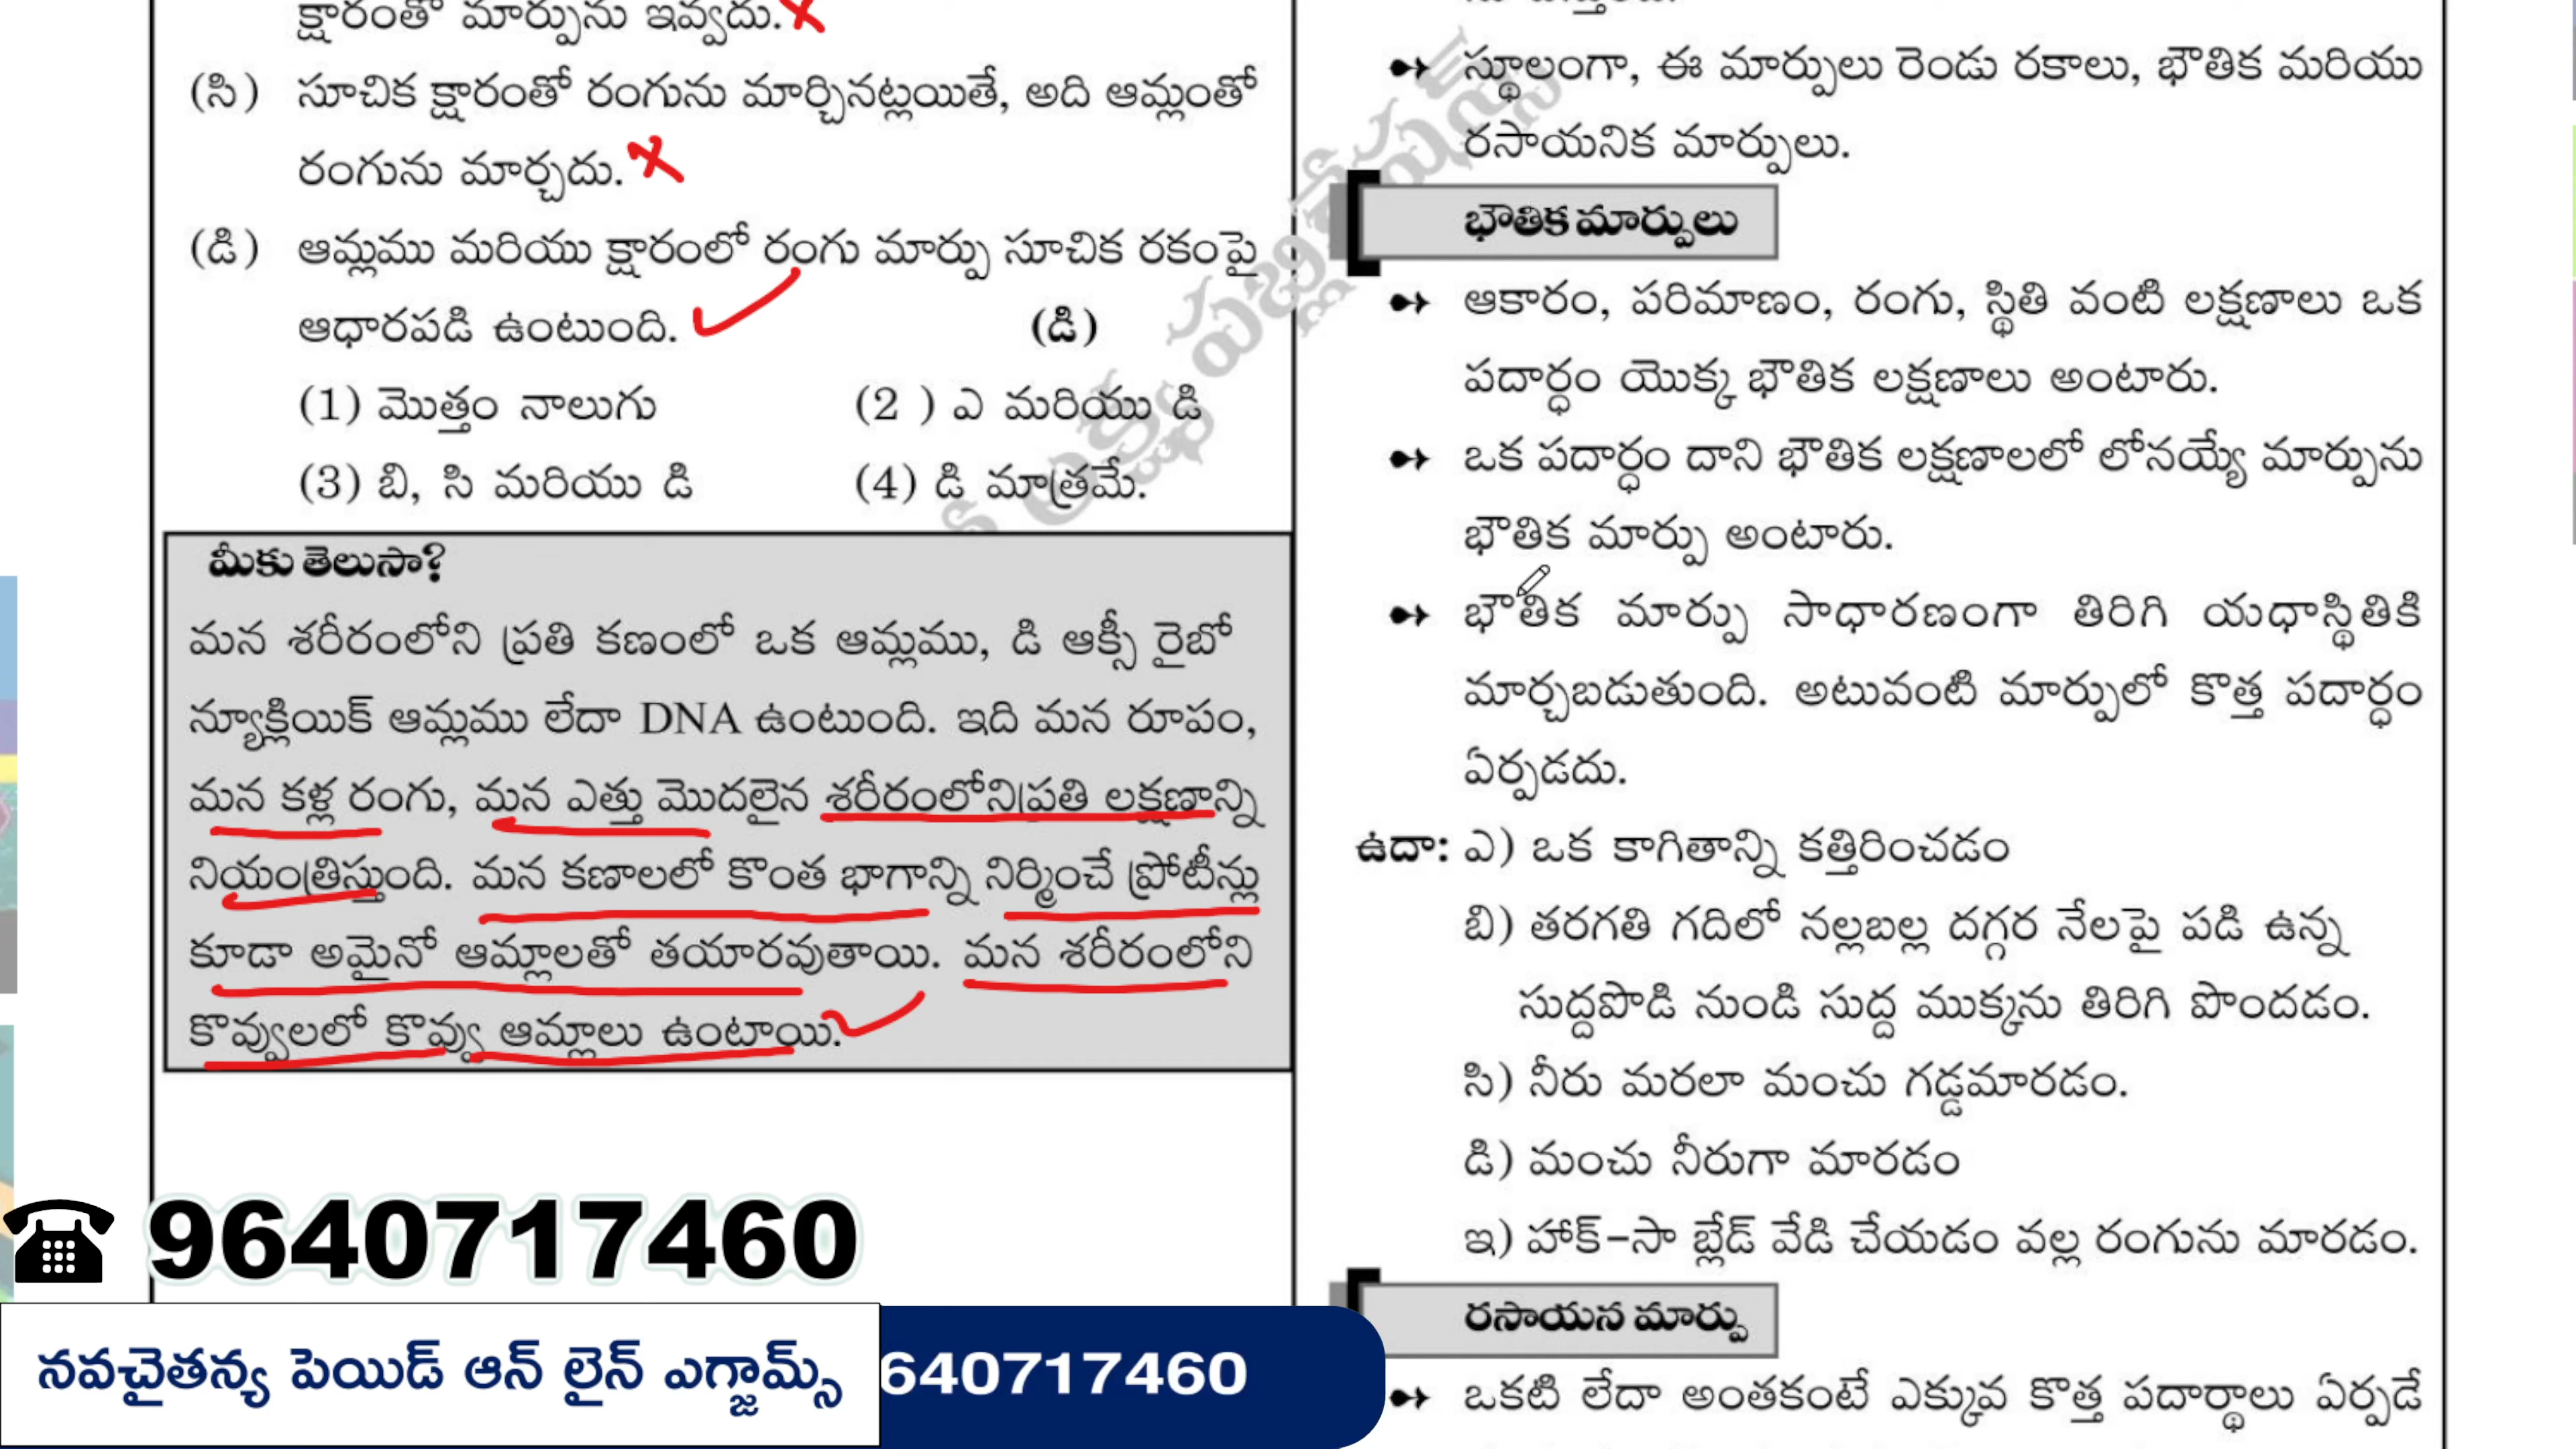 క్షారంతో మార్పును ఇవ్వదు.
(సి) సూచిక క్షారంతో రంగును మార్చినట్లయితే, అది ఆమ్లంతో
రంగును మార్చదు.
(డి) ఆమ్లము మరియు క్షారంలో రంగు మార్పు సూచిక రకంపై
ఆధారపడి ఉంటుంది. (డి)
(1) మొత్తం నాలుగు (2 ) ఎ మరియు డి
(3) బి, సి మరియు డి (4) డి మాత్రమే.
మీకు తెలుసా?
మన శరీరంలోని ప్రతి కణంలో ఒక ఆమ్లము, డి ఆక్సీ రైబో
న్యూక్లియిక్ ఆమ్లము లేదా DNA ఉంటుంది. ఇది మన రూపం,
మన కళ్ల రంగు, మన ఎత్తు మొదలైన శరీరంలోనిప్రతి లక్షణాన్ని
నియంత్రిస్తుంది. మన కణాలలో కొంత భాగాన్ని నిర్మించే ప్రోటీన్లు
కూడా అమైనో ఆమ్లాలతో తయారవుతాయి. మన శరీరంలోని
కొవ్వులలో కొవ్వు ఆమ్లాలు ఉంటాయి.
స్థూలంగా, ఈ మార్పులు రెండు రకాలు, భౌతిక మరియు
రసాయనిక మార్పులు.
భౌతిక మార్పులు
ఆకారం, పరిమాణం, రంగు, స్థితి వంటి లక్షణాలు ఒక
పదార్థం యొక్క భౌతిక లక్షణాలు అంటారు.
ఒక పదార్థం దాని భౌతిక లక్షణాలలో లోనయ్యే మార్పును
భౌతిక మార్పు అంటారు.
భౌతిక మార్పు సాధారణంగా తిరిగి యధాస్థితికి
మార్చబడుతుంది. అటువంటి మార్పులో కొత్త పదార్థం
ఏర్పడదు.
ఉదా: ఎ) ఒక కాగితాన్ని కత్తిరించడం
బి) తరగతి గదిలో నల్లబల్ల దగ్గర నేలపై పడి ఉన్న
సుద్దపొడి నుండి సుద్ద ముక్కను తిరిగి పొందడం.
సి) నీరు మరలా మంచు గడ్డమారడం.
డి) మంచు నీరుగా మారడం
ఇ) హాక్-సా బ్లేడ్ వేడి చేయడం వల్ల రంగును మారడం.
రసాయన మార్పు
ఒకటి లేదా అంతకంటే ఎక్కువ కొత్త పదార్థాలు ఏర్పడే
9640717460
నవచైతన్య పెయిడ్ ఆన్ లైన్ ఎగ్జామ్స్ 640717460